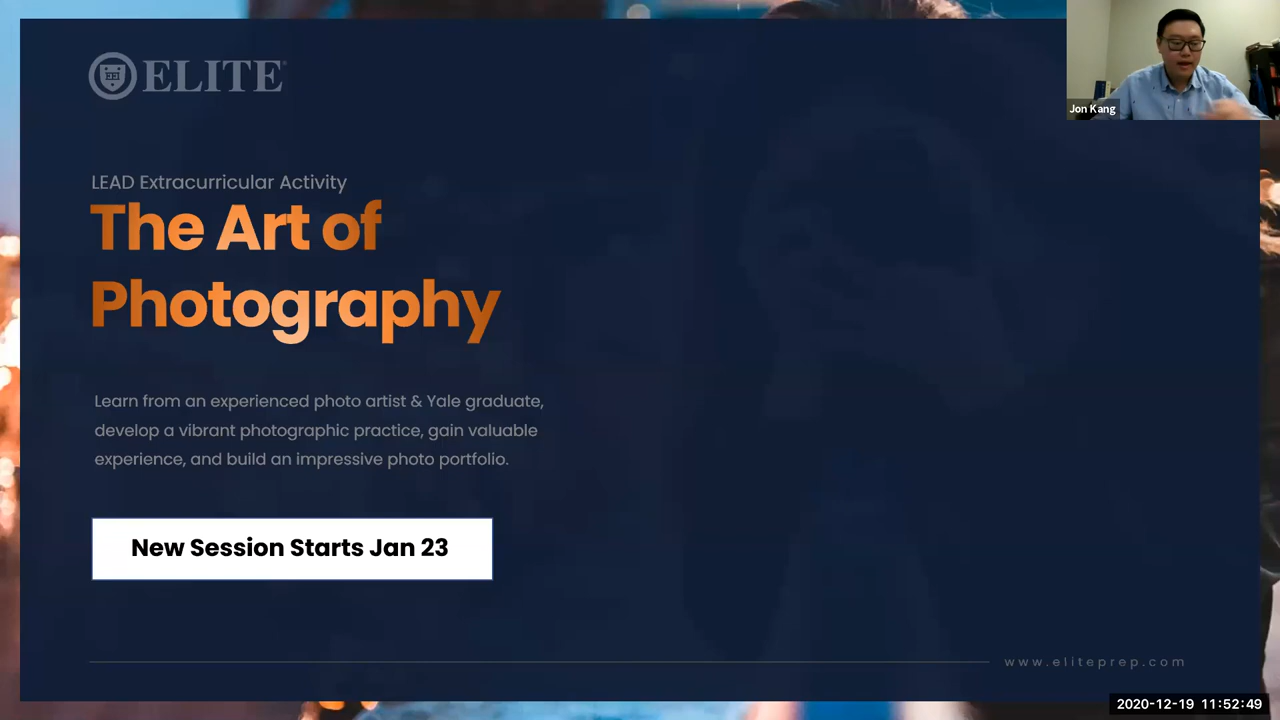 EEI
ELITE
Jon Kang
LEAD Extracurricular Activity
The Art of
Photography
Learn from an experienced photo artist & Yale graduate,
develop a vibrant photographic practice, gain valuable
experience, and build an impressive photo portfolio.
New Session Starts Jan 23
www.eliteprep.com
2020-12-19 11:52:49